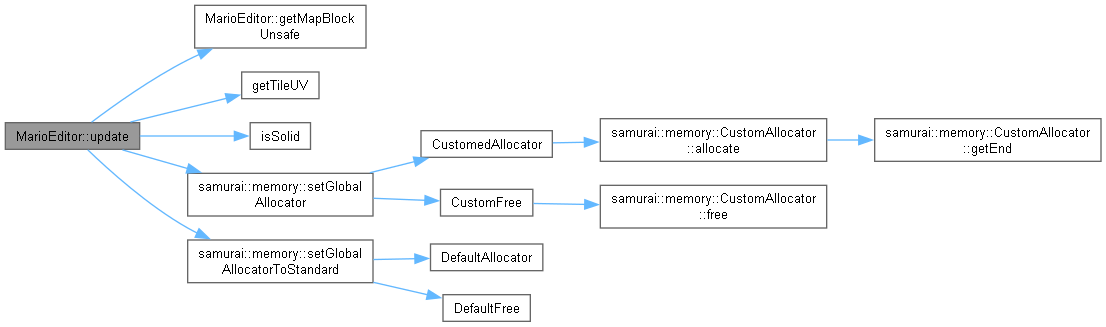 MarioEditor::getMapBlock
Unsafe
getTileUV
MarioEditor::update
isSolid
CustomedAllocator
samurai::memory::CustomAllocator
::allocate
samurai::memory::CustomAllocator
::getEnd
samurai::memory::setGlobal
Allocator
CustomFree
samurai::memory::CustomAllocator
::free
samurai::memory::setGlobal
AllocatorToStandard
DefaultAllocator
DefaultFree